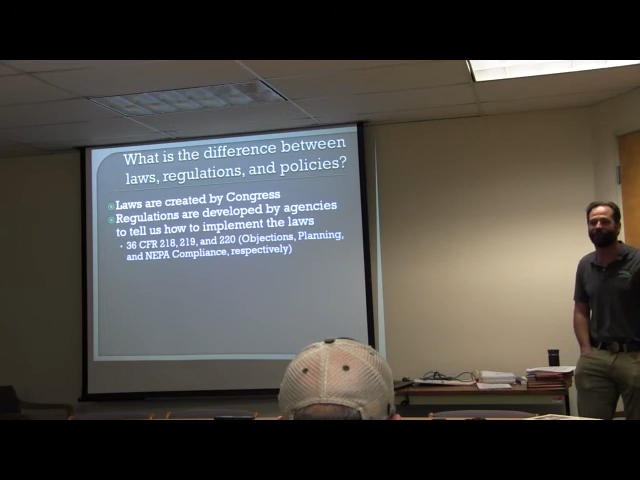 What is the difference between
laws, regulations, and policies?
Laws are created by Congress
Regulations are developed by agencies
to tell us how to implement the laws
36 CFR 218, 219, and 220 (Objections, Planning,
and NEPA Compliance, respectively)